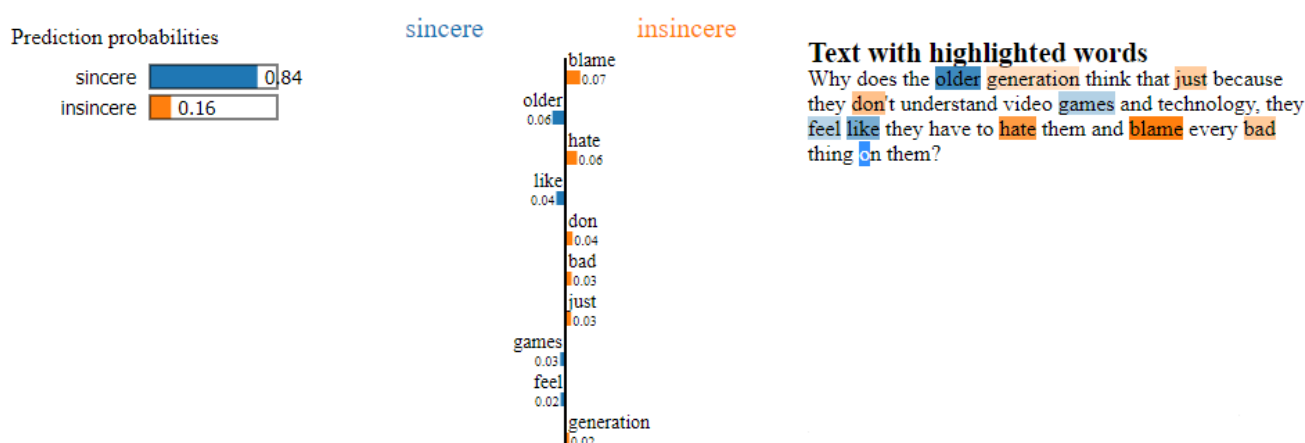 Prediction probabilities
sincere 0.84
insincere 0.16
sincere insincere
blame
0.07
older
0.06
hate
0.06
like
0.04
don
0.04
bad
0.03
just
0.03
games
0.03
feel
0.02
generation
0.02
Text with highlighted words
Why does the older generation think that just because
they don't understand video games and technology, they
feel like they have to hate them and blame every bad
thing on them?